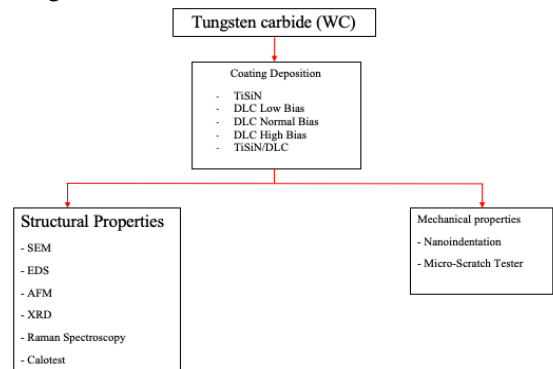 Tungsten carbide (WC)
Coating Deposition
- TiSiN
- DLC Low Bias
- DLC Normal Bias
- DLC High Bias
- TiSiN/DLC
Structural Properties
- SEM
- EDS
- AFM
- XRD
- Raman Spectroscopy
- Calotest
Mechanical properties
- Nanoindentation
- Micro-Scratch Tester